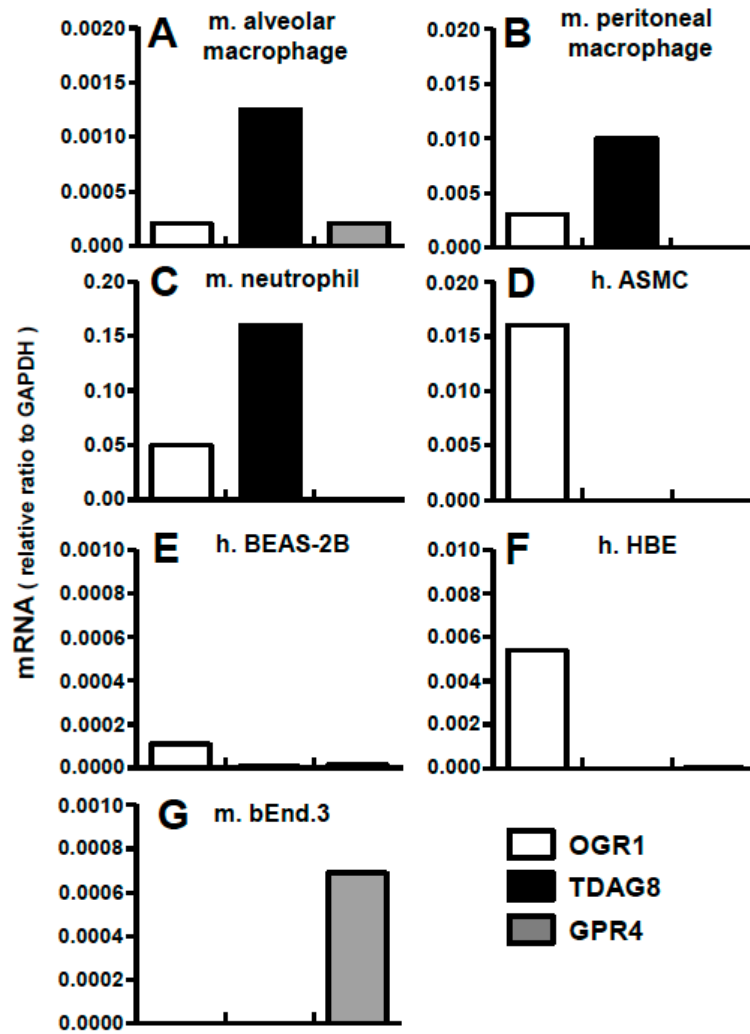 mRNA ( relative ratio to GAPDH )
A
m. alveolar
macrophage
0.0020
0.0015
0.0010
0.0005
0.000
B
m. peritoneal
macrophage
0.020
0.015
0.010
0.005
0.000
C
m. neutrophil
0.20
0.15
0.10
0.05
0.00
D
h. ASMC
0.020
0.015
0.010
0.005
0.000
E
h. BEAS-2B
0.0010
0.0008
0.0006
0.0004
0.0002
0.0000
F
h. HBE
0.010
0.008
0.006
0.004
0.002
0.000
G
m. bEnd.3
0.0010
0.0008
0.0006
0.0004
0.0002
0.0000
OGR1
TDAG8
GPR4